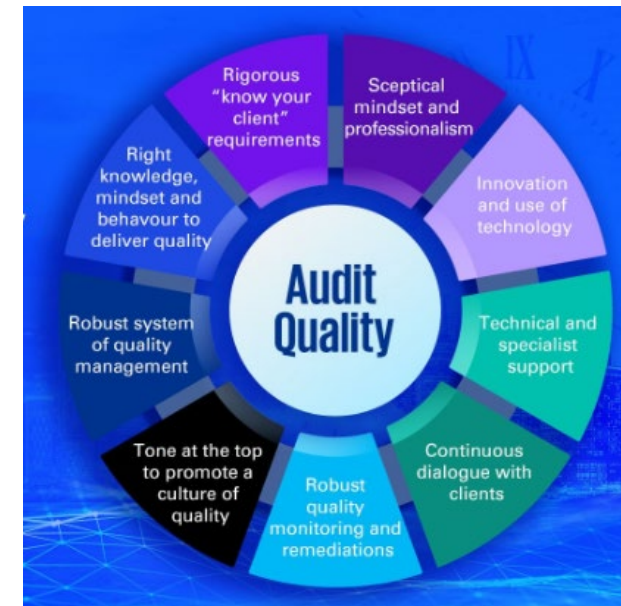 Audit
Quality
Rigorous
"know your
client"
requirements
Sceptical
mindset and
professionalism
Innovation
and use of
technology
Technical and
specialist
support
Continuous
dialogue with
clients
Robust
quality
monitoring and
remediations
Tone at the top
to promote a
culture of
quality
Robust system
of quality
management
Right
knowledge,
mindset and
behavour to
deliver quality
IX
X